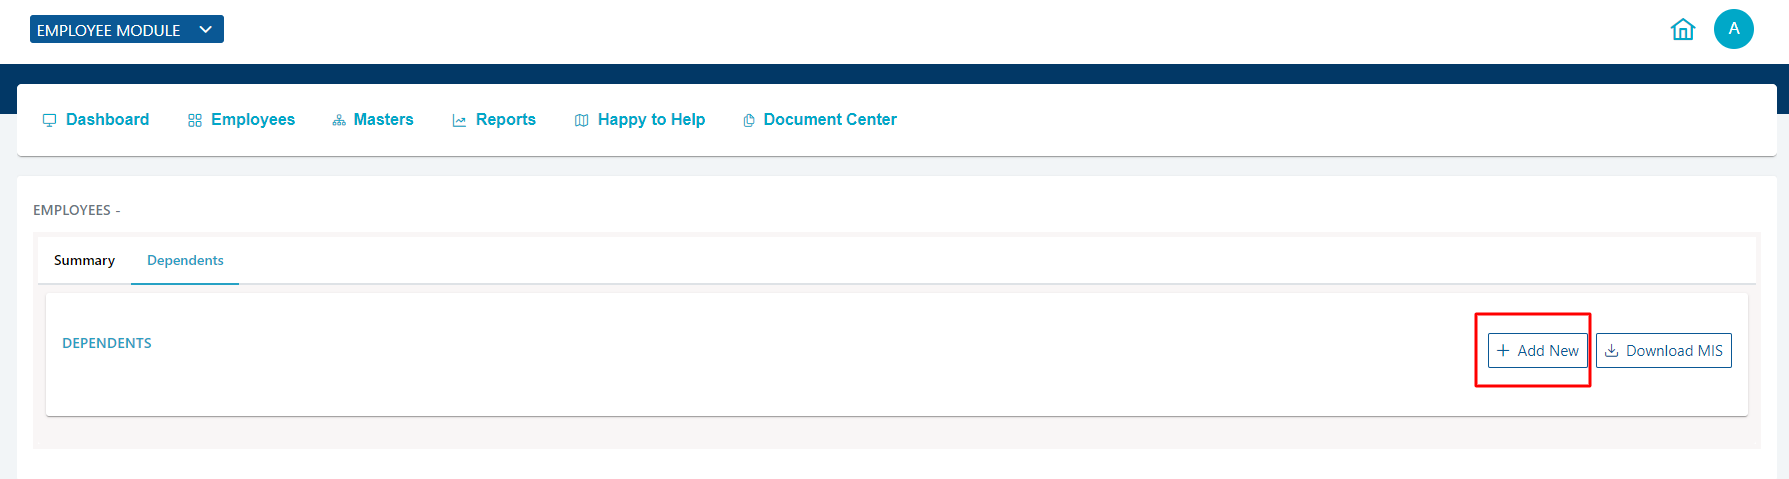 EMPLOYEE MODULE
A
Dashboard Employees Masters Reports Happy to Help Document Center
EMPLOYEES -
Summary Dependents
DEPENDENTS
Add New Download MIS